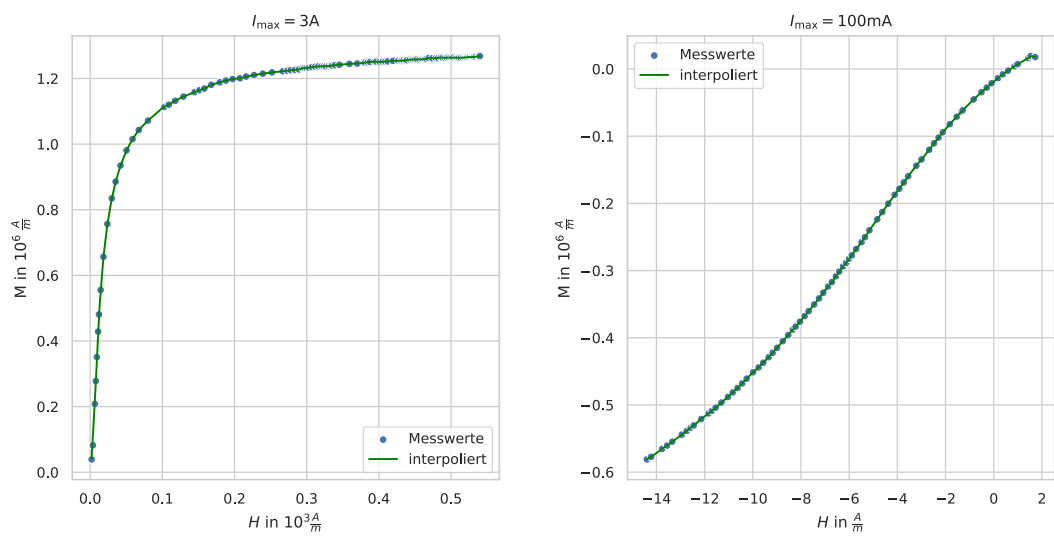 I_max = 3A
M in 10^6 A/m
1.2
1.0
0.8
0.6
0.4
0.2
0.0
Messwerte
interpoliert
0.0 0.1 0.2 0.3 0.4 0.5
H in 10^3 A/m
I_max = 100mA
Messwerte
interpoliert
M in 10^6 A/m
0.0
−0.1
−0.2
−0.3
−0.4
−0.5
−0.6
−14 −12 −10 −8 −6 −4 −2 0 2
H in A/m